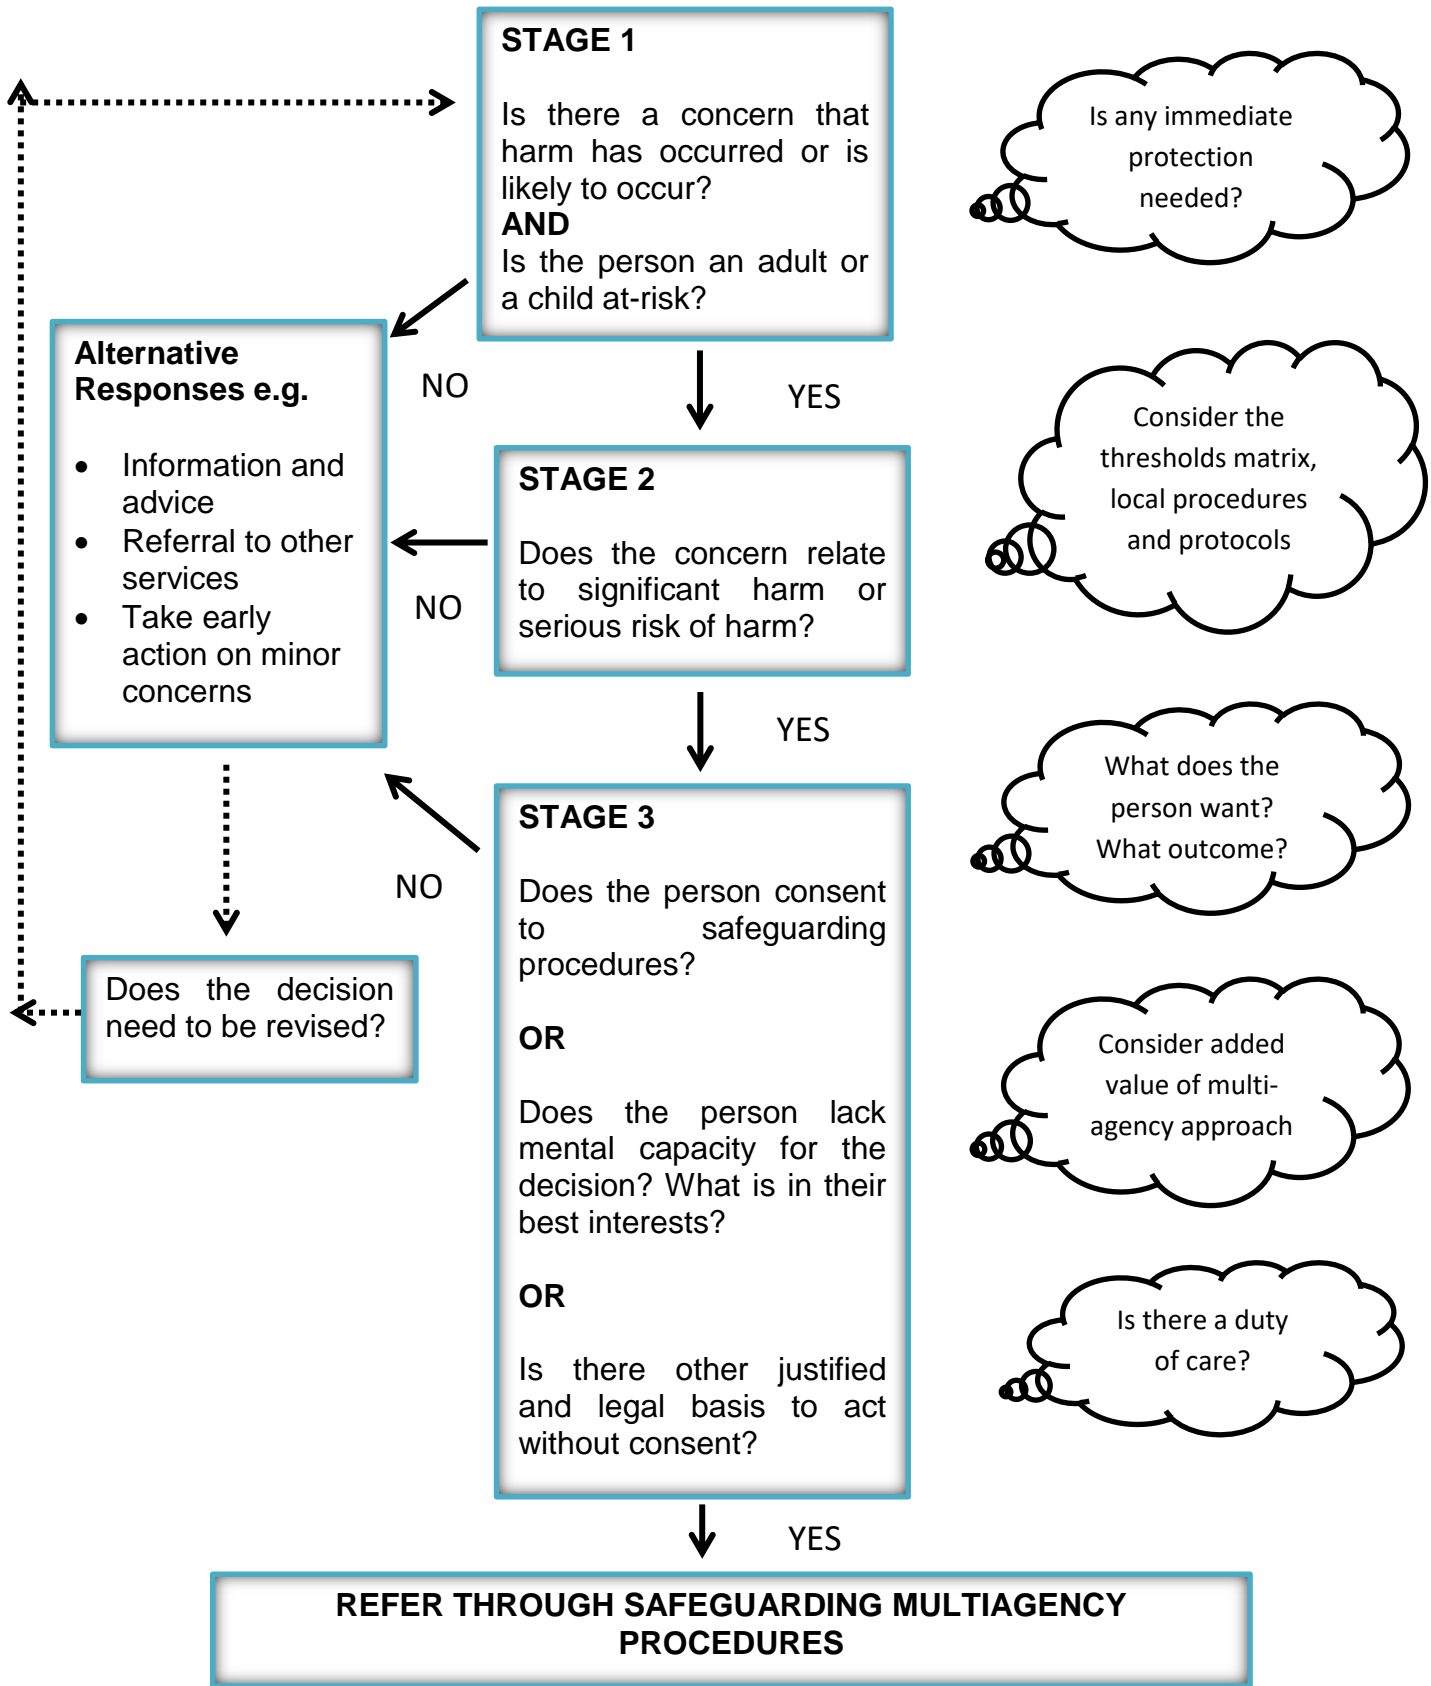 STAGE 1
Is there a concern that
harm has occurred or is
likely to occur?
AND
Is the person an adult or
a child at-risk?
Is any immediate
protection
needed?
NO
YES
Alternative
Responses e.g.
• Information and
advice
• Referral to other
services
• Take early
action on minor
concerns
STAGE 2
Does the concern relate
to significant harm or
serious risk of harm?
Consider the
thresholds matrix,
local procedures
and protocols
NO
YES
STAGE 3
Does the person consent
to safeguarding
procedures?
OR
Does the person lack
mental capacity for the
decision? What is in their
best interests?
OR
Is there other justified
and legal basis to act
without consent?
What does the
person want?
What outcome?
NO
Does the decision
need to be revised?
Consider added
value of multi-
agency approach
Is there a duty
of care?
YES
REFER THROUGH SAFEGUARDING MULTIAGENCY
PROCEDURES